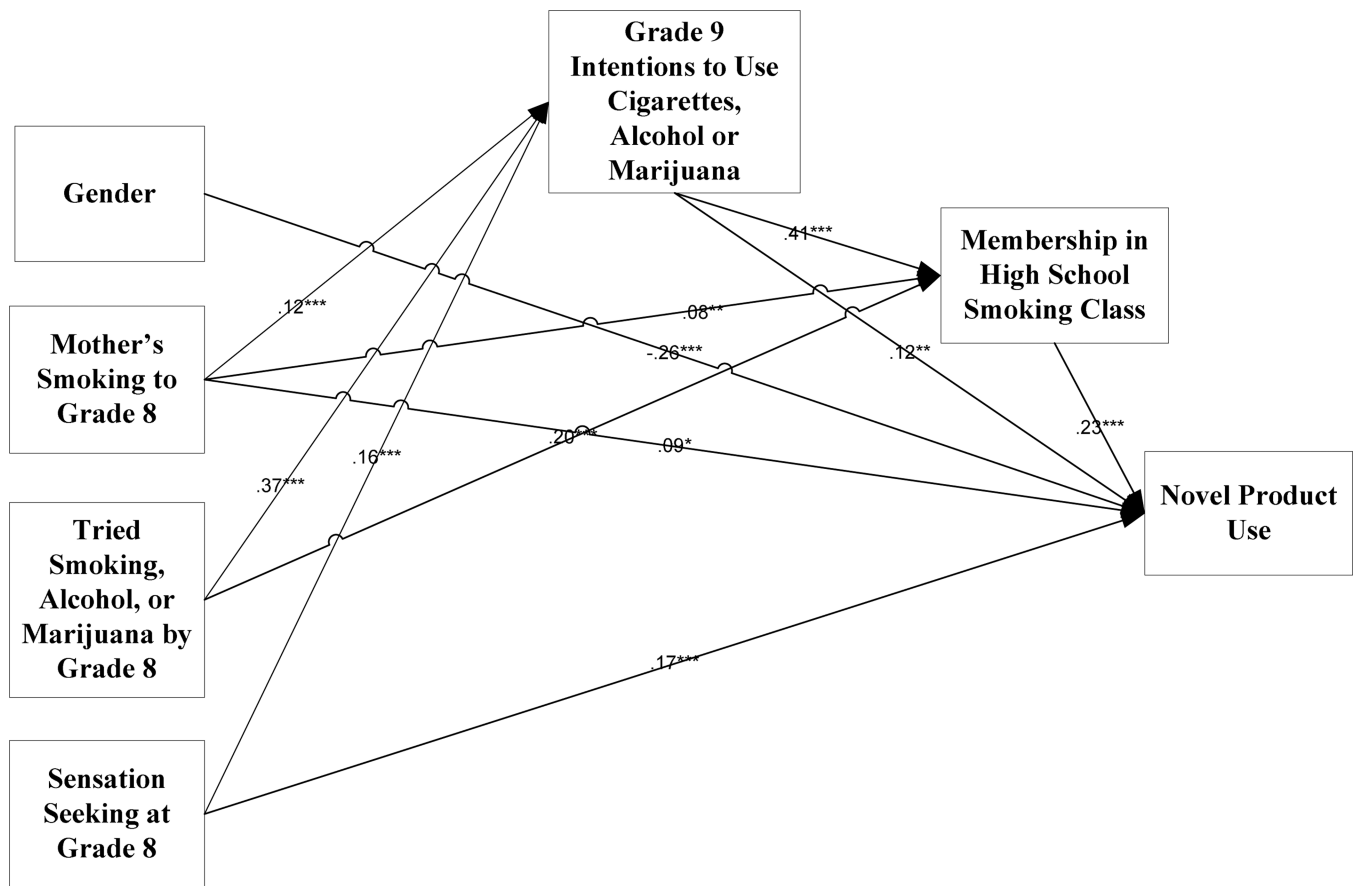 Grade 9
Intentions to Use
Cigarettes,
Alcohol or
Marijuana
Gender
Membership in
High School
Smoking Class
Mother’s
Smoking to
Grade 8
Novel Product
Use
Tried
Smoking,
Alcohol, or
Marijuana by
Grade 8
Sensation
Seeking at
Grade 8
.41***
.12***
.08**
-.26***
.12**
.23***
.20***
.09*
.16***
.37***
.17***